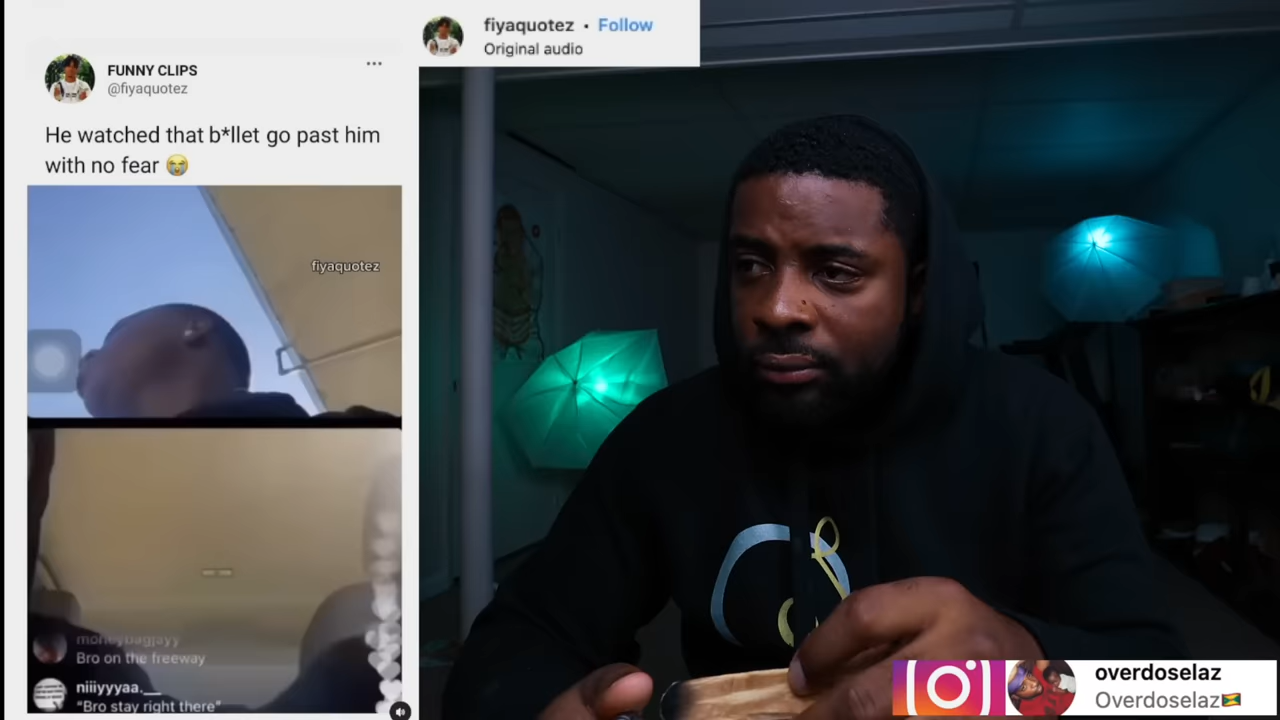 fiyaquotez • Follow
Original audio
FUNNY CLIPS
@fiyaquotez
He watched that b*llet go past him
with no fear 😭
fiyaquotez
moneybagjayy
Bro on the freeway
niiiyyyaa.__
"Bro stay right there"
overdoselaz
Overdoselaz🇬🇩